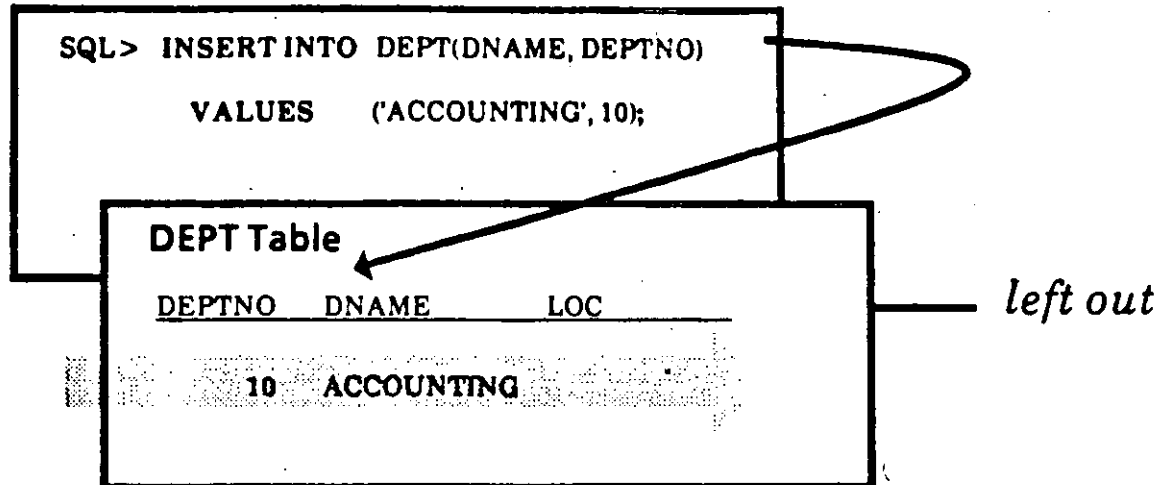 SQL> INSERT INTO DEPT(DNAME, DEPTNO)
VALUES ('ACCOUNTING', 10);
DEPT Table
DEPTNO DNAME LOC
left out
10 ACCOUNTING